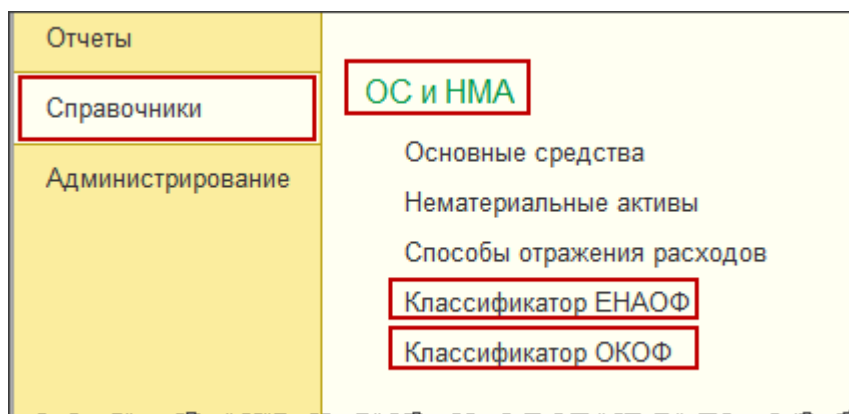 Отчеты
Справочники
Администрирование
ОС и НМА
Основные средства
Нематериальные активы
Способы отражения расходов
Классификатор ЕНАОФ
Классификатор ОКОФ